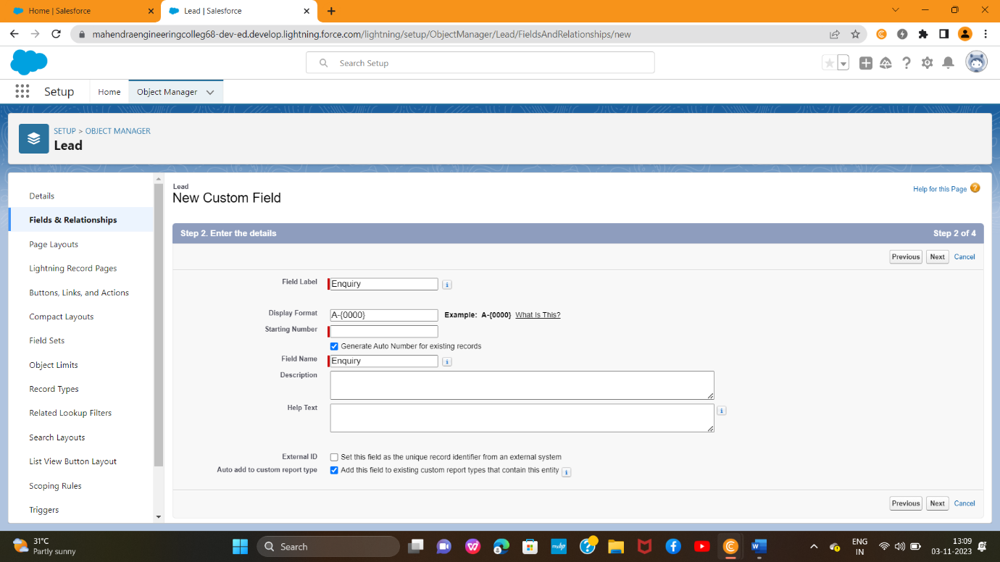 Home | Salesforce
Lead | Salesforce
mahendraengineeringcolleg68-dev-ed.develop.lightning.force.com/lightning/setup/ObjectManager/Lead/FieldsAndRelationships/new
Search Setup
Setup
Home
Object Manager
SETUP > OBJECT MANAGER
Lead
Details
Fields & Relationships
Page Layouts
Lightning Record Pages
Buttons, Links, and Actions
Compact Layouts
Field Sets
Object Limits
Record Types
Related Lookup Filters
Search Layouts
List View Button Layout
Scoping Rules
Triggers
Lead
New Custom Field
Help for this Page ?
Step 2. Enter the details
Step 2 of 4
Previous Next Cancel
Field Label Enquiry
Display Format A-{0000} Example: A-{0000} What Is This?
Starting Number
Generate Auto Number for existing records
Field Name Enquiry
Description
Help Text
External ID Set this field as the unique record identifier from an external system
Auto add to custom report type Add this field to existing custom report types that contain this entity
Previous Next Cancel
31°C
Partly sunny
Search
myhp
W
ENG
IN
13:09
03-11-2023